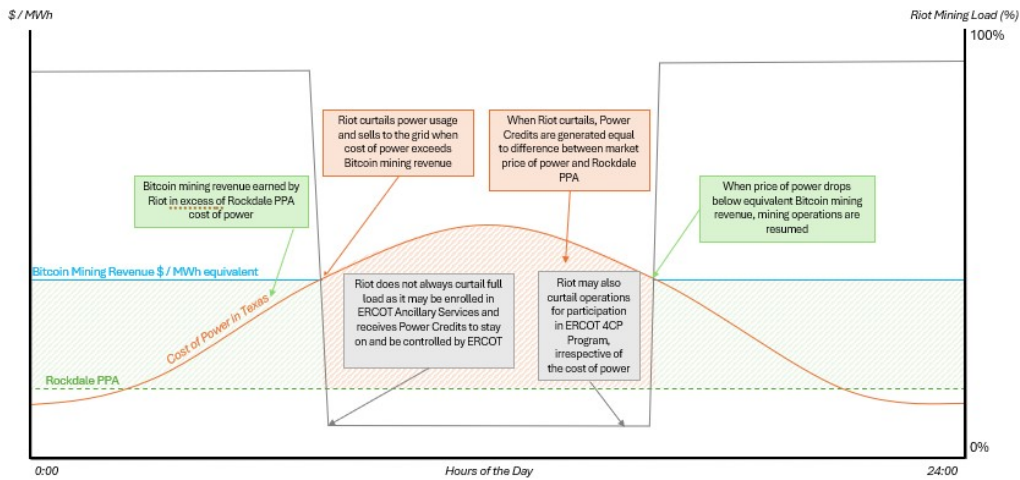 $ / MWh
Riot Mining Load (%)
100%
Riot curtails power usage
and sells to the grid when
cost of power exceeds
Bitcoin mining revenue
When Riot curtails, Power
Credits are generated equal
to difference between market
price of power and Rockdale
PPA
Bitcoin mining revenue earned by
Riot in excess of Rockdale PPA
cost of power
When price of power drops
below equivalent Bitcoin mining
revenue, mining operations are
resumed
Bitcoin Mining Revenue $ / MWh equivalent
Cost of Power in Texas
Riot does not always curtail full
load as it may be enrolled in
ERCOT Ancillary Services and
receives Power Credits to stay
on and be controlled by ERCOT
Riot may also
curtail operations
for participation
in ERCOT 4CP
Program,
irrespective of
the cost of power
Rockdale PPA
0%
0:00
Hours of the Day
24:00